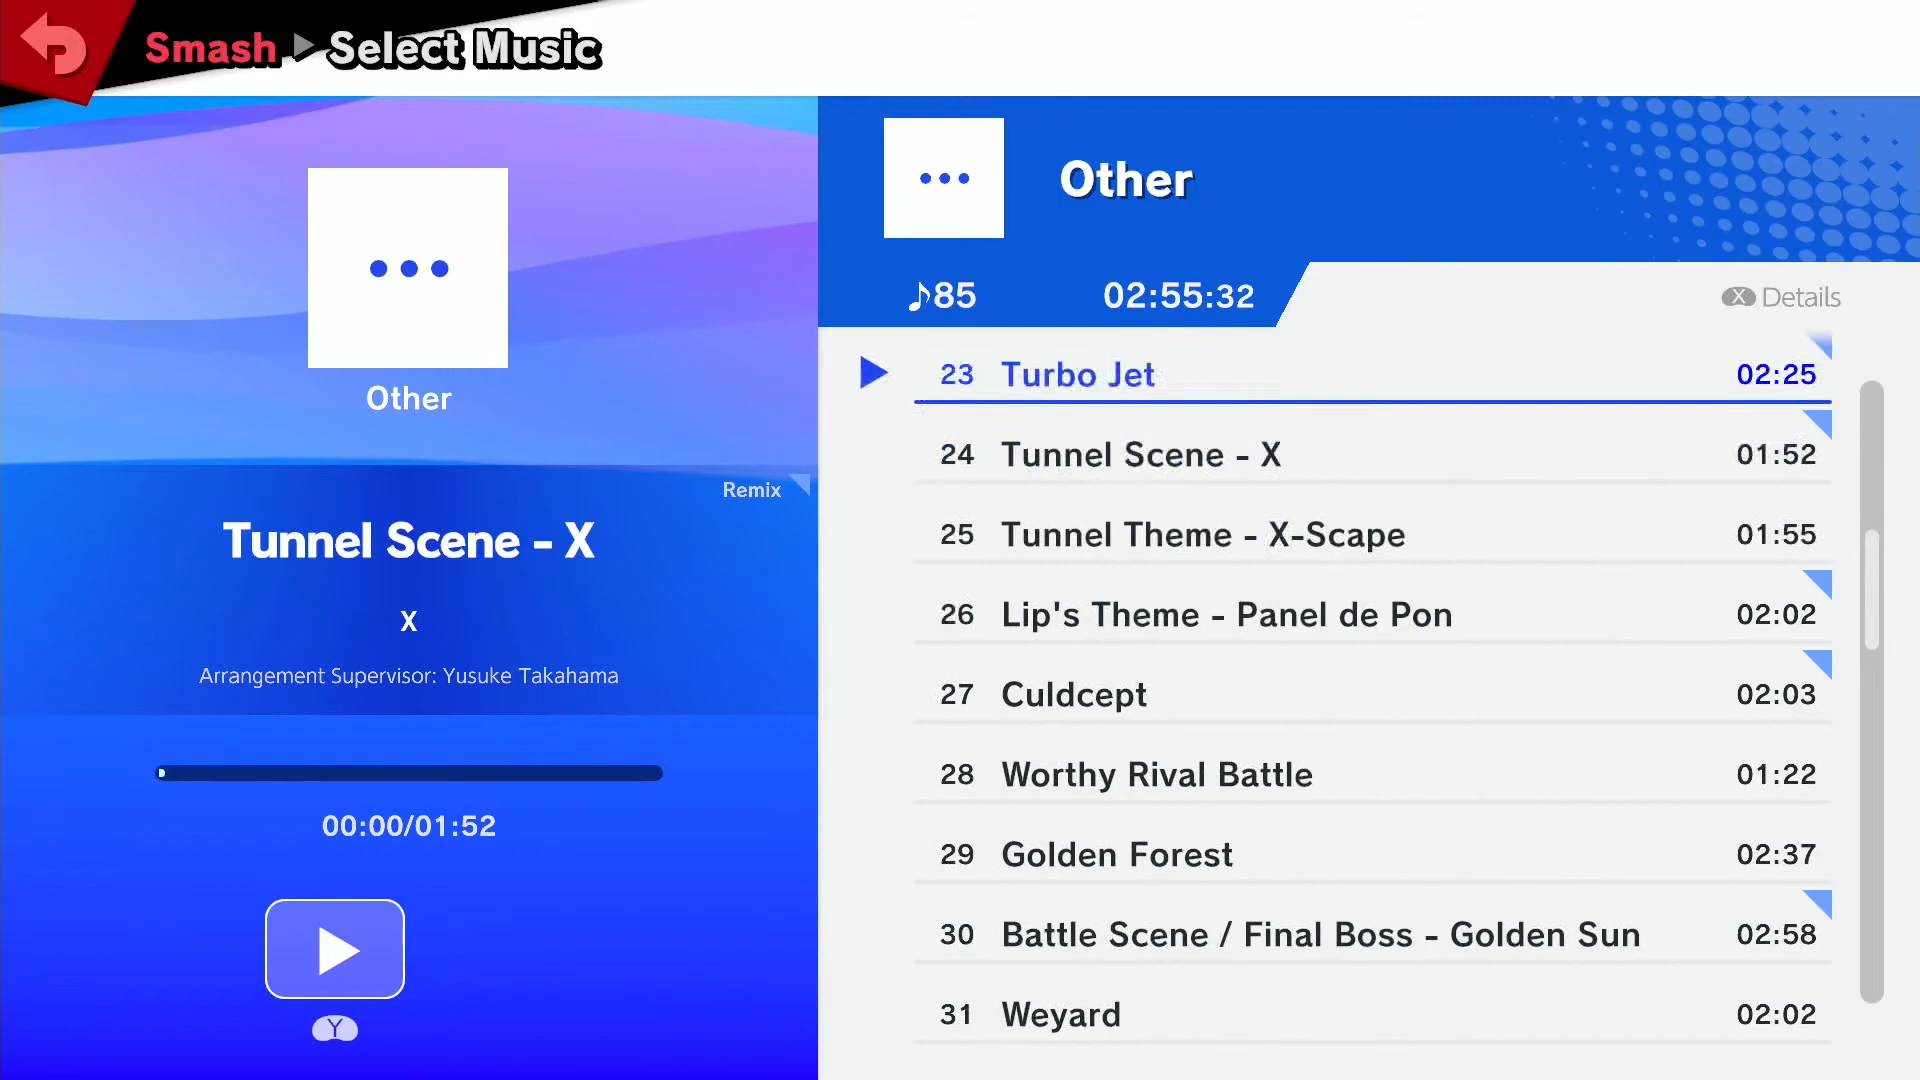 Smash ▶ Select Music
Other
Remix
Tunnel Scene - X
X
Arrangement Supervisor: Yusuke Takahama
00:00/01:52
Y
Other
♪85 02:55:32
X Details
23 Turbo Jet 02:25
24 Tunnel Scene - X 01:52
25 Tunnel Theme - X-Scape 01:55
26 Lip's Theme - Panel de Pon 02:02
27 Culdcept 02:03
28 Worthy Rival Battle 01:22
29 Golden Forest 02:37
30 Battle Scene / Final Boss - Golden Sun 02:58
31 Weyard 02:02